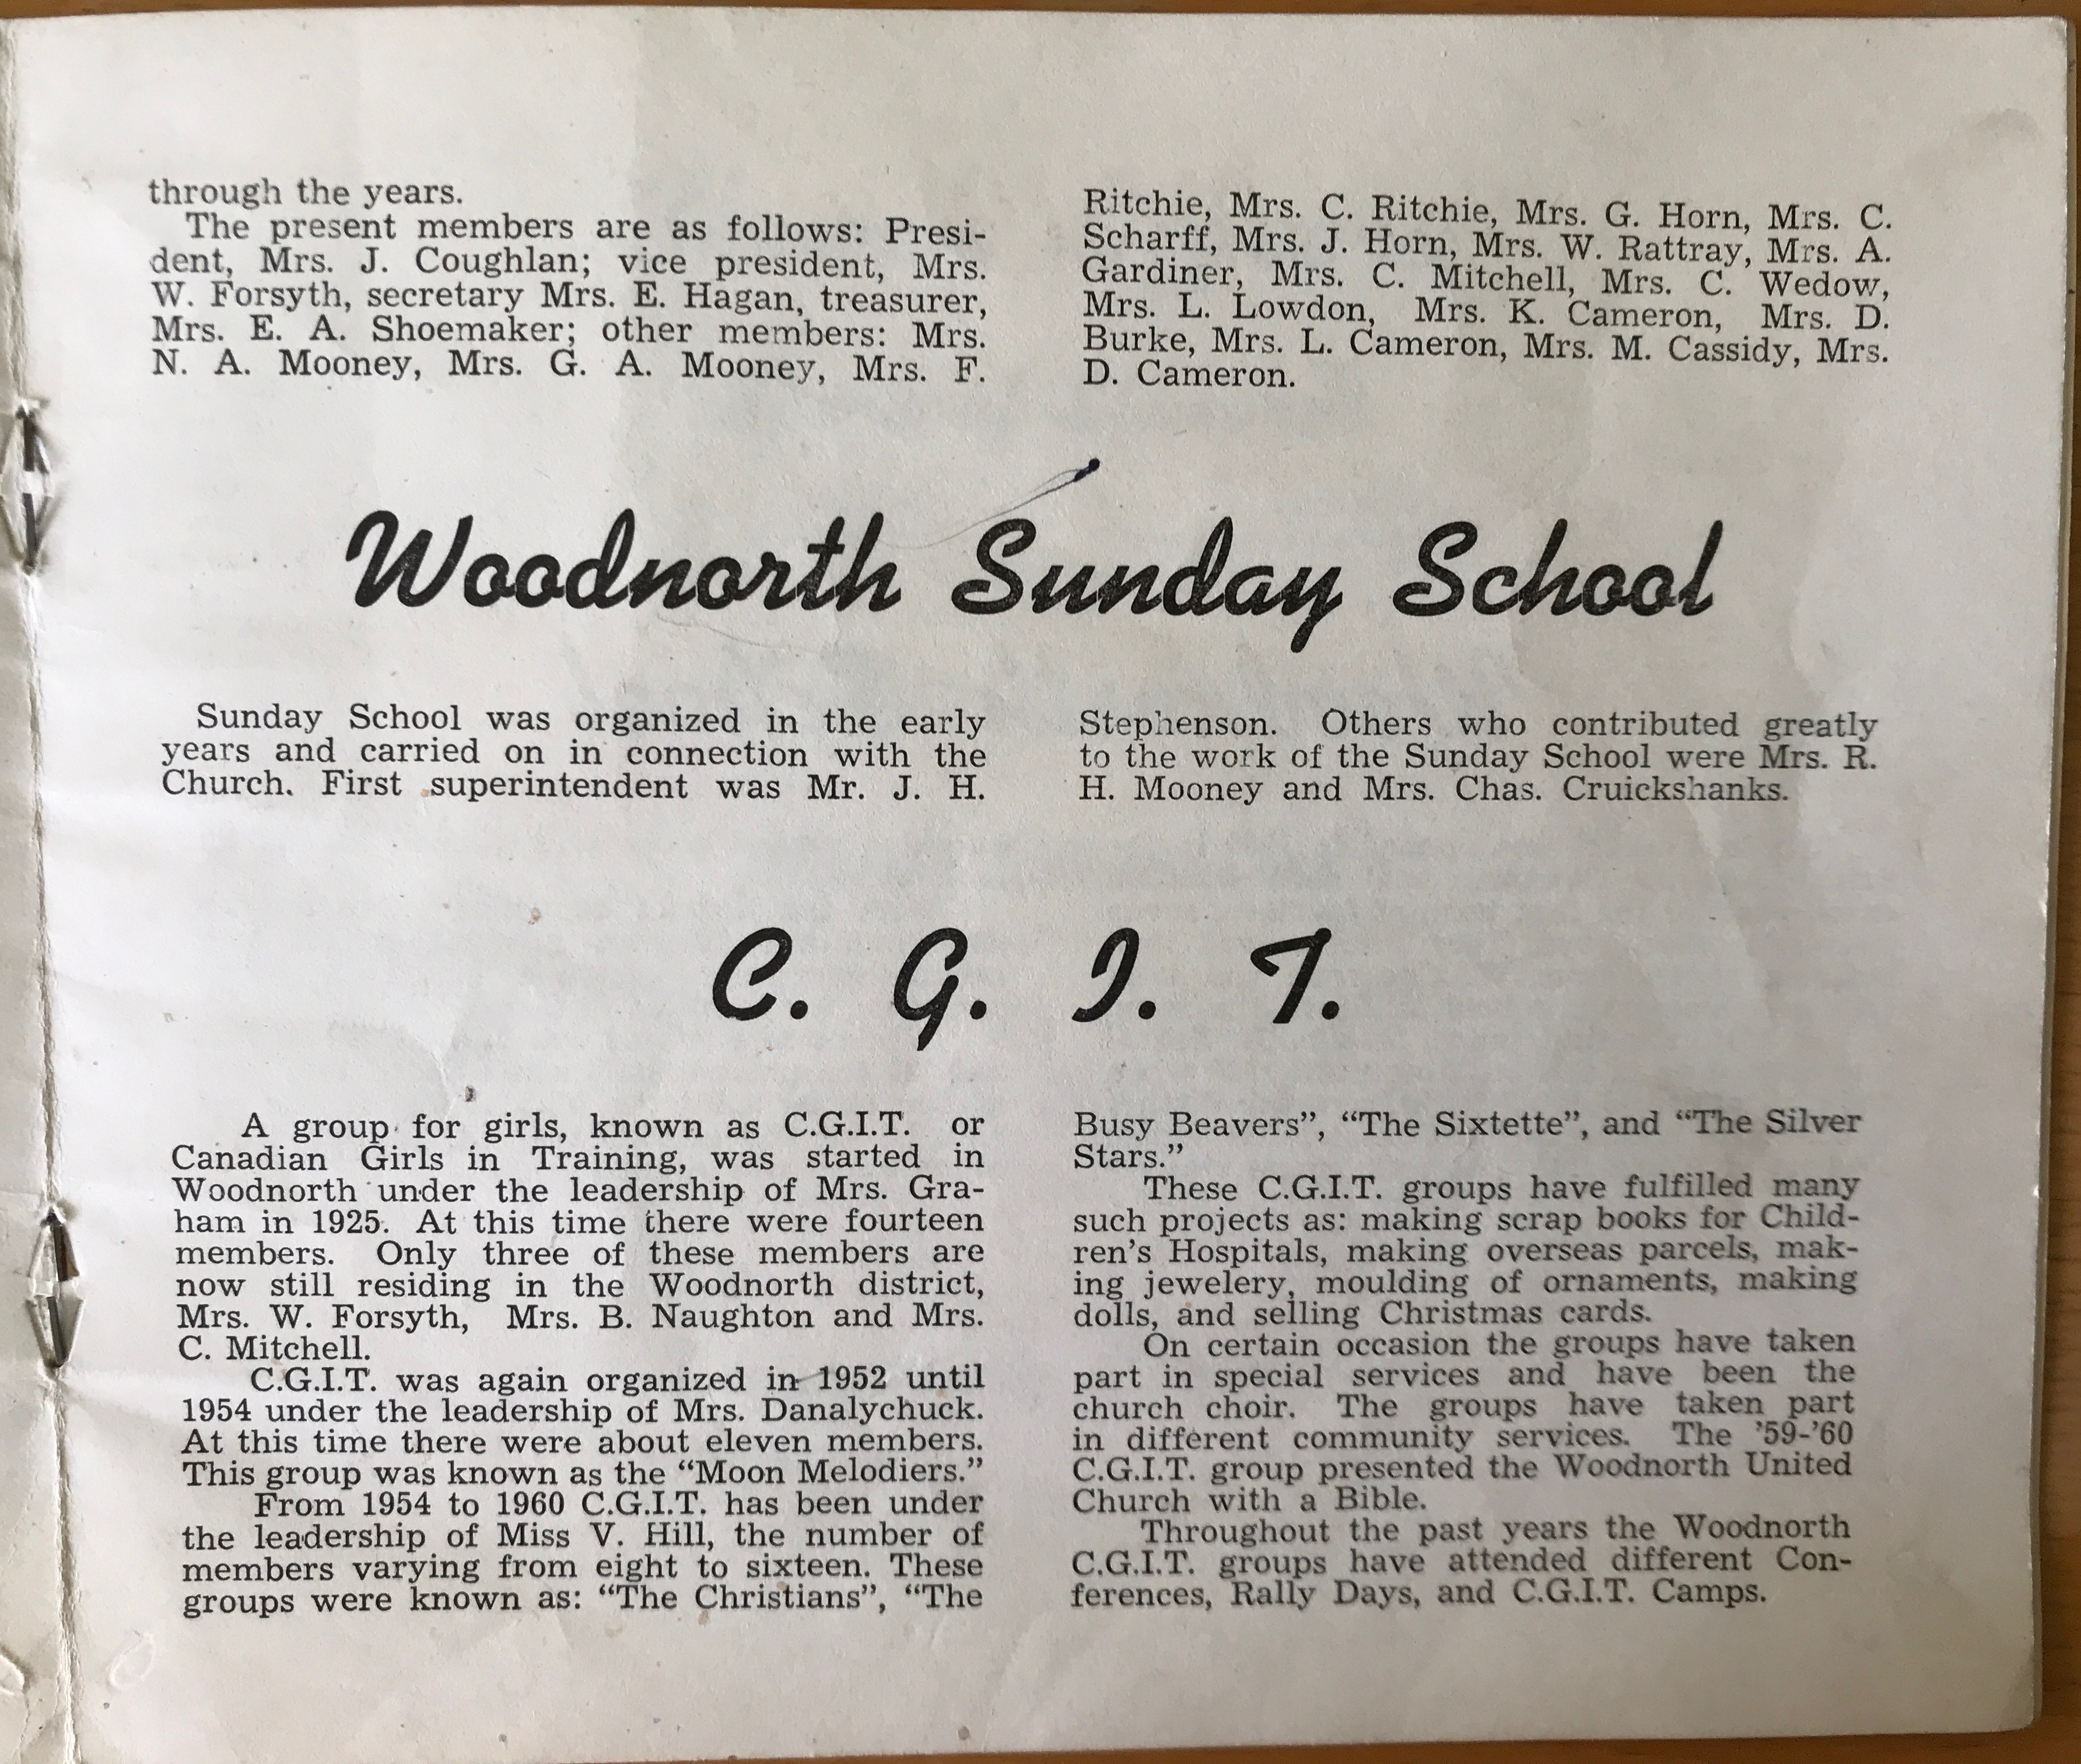 through the years.
The present members are as follows: Presi-
dent, Mrs. J. Coughlan; vice president, Mrs.
W. Forsyth, secretary Mrs. E. Hagan, treasurer,
Mrs. E. A. Shoemaker; other members: Mrs.
N. A. Mooney, Mrs. G. A. Mooney, Mrs. F.
Ritchie, Mrs. C. Ritchie, Mrs. G. Horn, Mrs. C.
Scharff, Mrs. J. Horn, Mrs. W. Rattray, Mrs. A.
Gardiner, Mrs. C. Mitchell, Mrs. C. Wedow,
Mrs. L. Lowdon, Mrs. K. Cameron, Mrs. D.
Burke, Mrs. L. Cameron, Mrs. M. Cassidy, Mrs.
D. Cameron.
Woodnorth Sunday School
Sunday School was organized in the early
years and carried on in connection with the
Church. First superintendent was Mr. J. H.
Stephenson. Others who contributed greatly
to the work of the Sunday School were Mrs. R.
H. Mooney and Mrs. Chas. Cruickshanks.
C. G. I. T.
A group for girls, known as C.G.I.T. or
Canadian Girls in Training, was started in
Woodnorth under the leadership of Mrs. Gra-
ham in 1925. At this time there were fourteen
members. Only three of these members are
now still residing in the Woodnorth district,
Mrs. W. Forsyth, Mrs. B. Naughton and Mrs.
C. Mitchell.
C.G.I.T. was again organized in 1952 until
1954 under the leadership of Mrs. Danalychuck.
At this time there were about eleven members.
This group was known as the “Moon Melodiers.”
From 1954 to 1960 C.G.I.T. has been under
the leadership of Miss V. Hill, the number of
members varying from eight to sixteen. These
groups were known as: “The Christians”, “The
Busy Beavers”, “The Sixtette”, and “The Silver
Stars.”
These C.G.I.T. groups have fulfilled many
such projects as: making scrap books for Child-
ren’s Hospitals, making overseas parcels, mak-
ing jewelery, moulding of ornaments, making
dolls, and selling Christmas cards.
On certain occasion the groups have taken
part in special services and have been the
church choir. The groups have taken part
in different community services. The ’59-’60
C.G.I.T. group presented the Woodnorth United
Church with a Bible.
Throughout the past years the Woodnorth
C.G.I.T. groups have attended different Con-
ferences, Rally Days, and C.G.I.T. Camps.